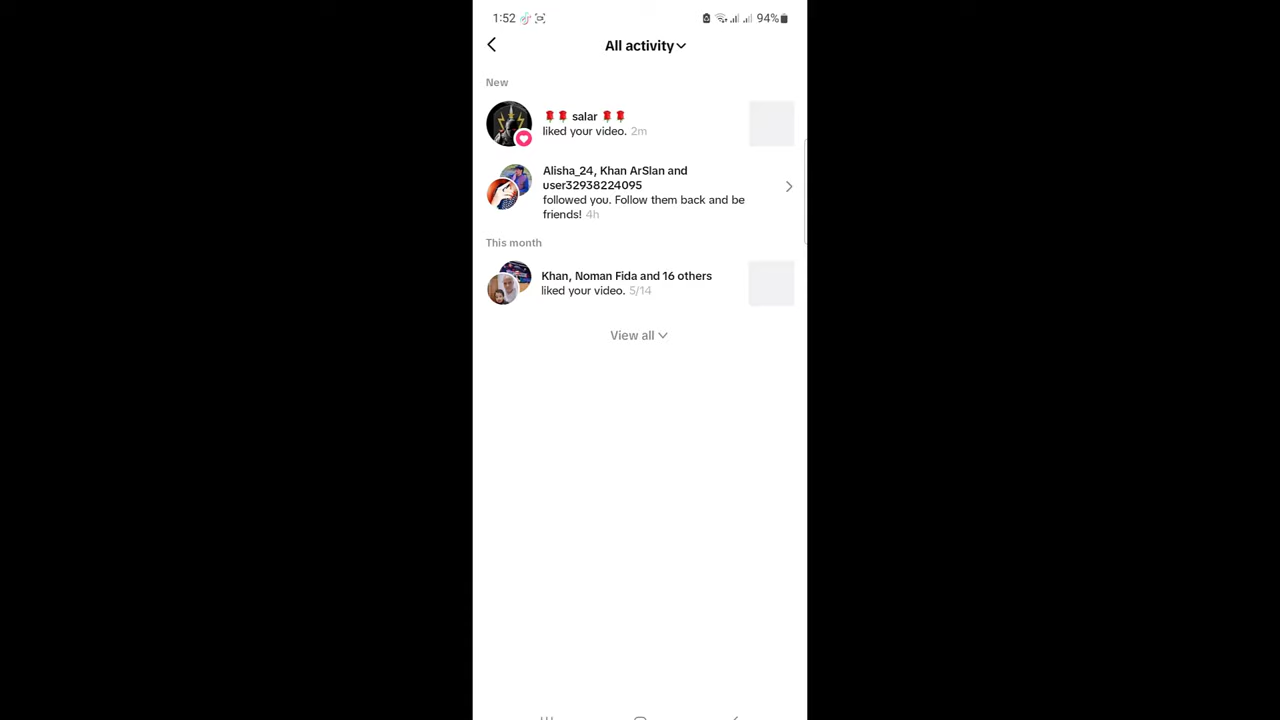 1:52 94%
All activity
New
🌹🌹 salar 🌹🌹
liked your video. 2m
Alisha_24, Khan ArSlan and
user32938224095
followed you. Follow them back and be
friends! 4h
This month
Khan, Noman Fida and 16 others
liked your video. 5/14
View all